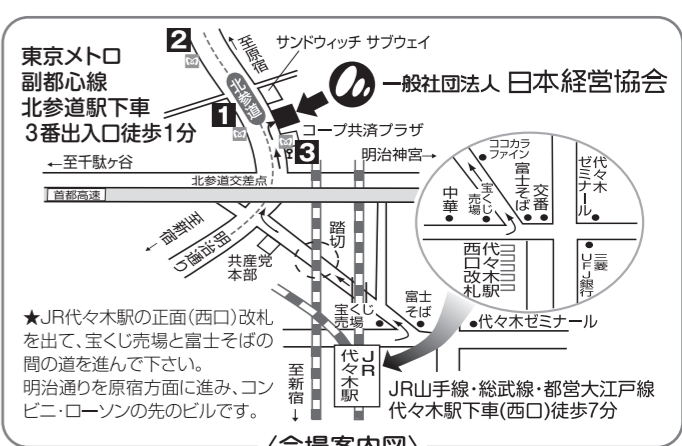 東京メトロ
副都心線
北参道駅下車
3番出入口徒歩1分
2
至原宿
サンドウィッチ サブウェイ
北参道
一般社団法人 日本経営協会
1
コープ共済プラザ
3
←至千駄ヶ谷
明治神宮→
北参道交差点
首都高速
至新宿
明治通り
共産党
本部
踏切
宝くじ
売場
富士
そば
代々木ゼミナール
ココカラ
ファイン
中華
宝くじ
売場
富士そば
交番
代々木
ゼミナール
代々木駅
西口改札
三菱
UFJ銀行
★JR代々木駅の正面(西口)改札
を出て、宝くじ売場と富士そばの
間の道を進んで下さい。
明治通りを原宿方面に進み、コン
ビニ・ローソンの先のビルです。
至新宿
↓
JR
代々木駅
JR山手線・総武線・都営大江戸線
代々木駅下車(西口)徒歩7分
〈会場案内図〉